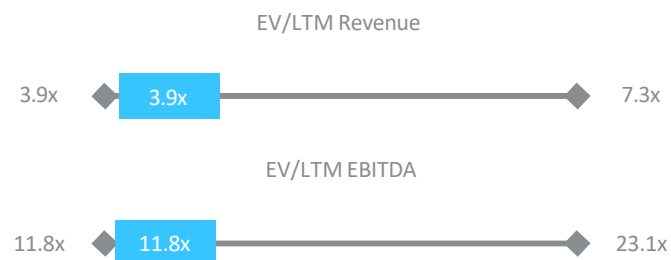 EV/LTM Revenue
3.9x 3.9x 7.3x
EV/LTM EBITDA
11.8x 11.8x 23.1x